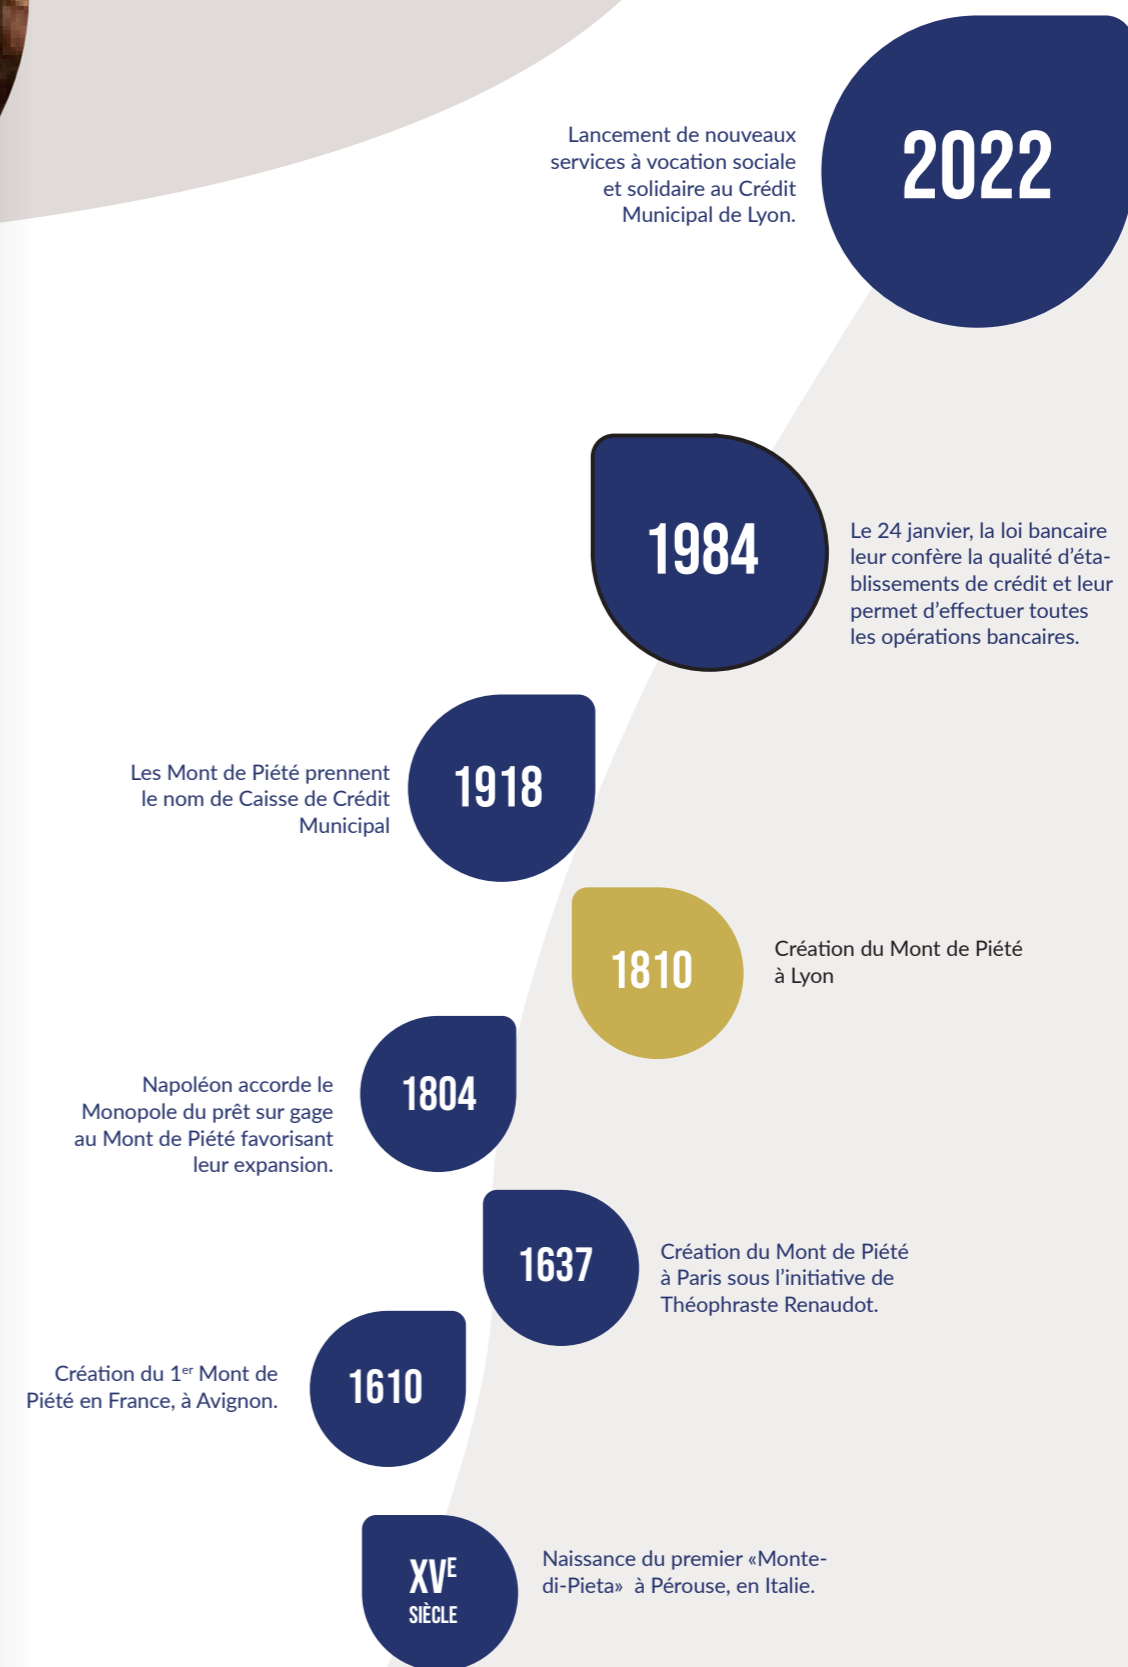 Lancement de nouveaux
services à vocation sociale
et solidaire au Crédit
Municipal de Lyon.
2022
1984
Le 24 janvier, la loi bancaire
leur confère la qualité d'éta-
blissements de crédit et leur
permet d'effectuer toutes
les opérations bancaires.
Les Mont de Piété prennent
le nom de Caisse de Crédit
Municipal
1918
1810
Création du Mont de Piété
à Lyon
Napoléon accorde le
Monopole du prêt sur gage
au Mont de Piété favorisant
leur expansion.
1804
1637
Création du Mont de Piété
à Paris sous l'initiative de
Théophraste Renaudot.
Création du 1er Mont de
Piété en France, à Avignon.
1610
XVE
SIÈCLE
Naissance du premier «Monte-
di-Pieta» à Pérouse, en Italie.